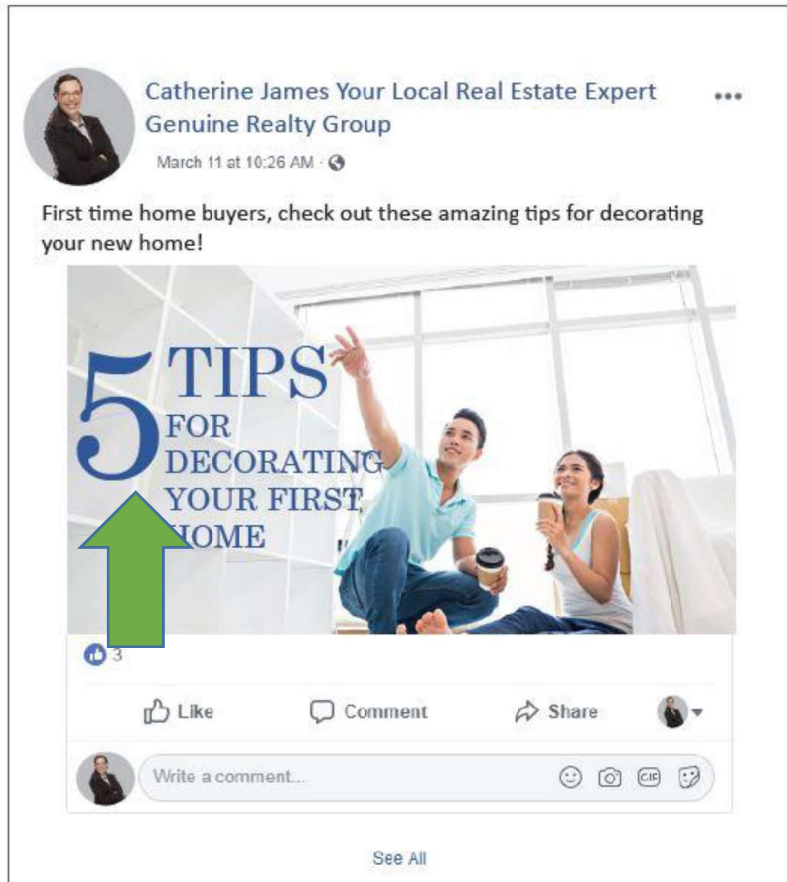 Catherine James Your Local Real Estate Expert
Genuine Realty Group
March 11 at 10:26 AM ·
First time home buyers, check out these amazing tips for decorating
your new home!
5 TIPS
FOR
DECORATING
YOUR FIRST
HOME
3
Like Comment Share
Write a comment...
GIF
See All